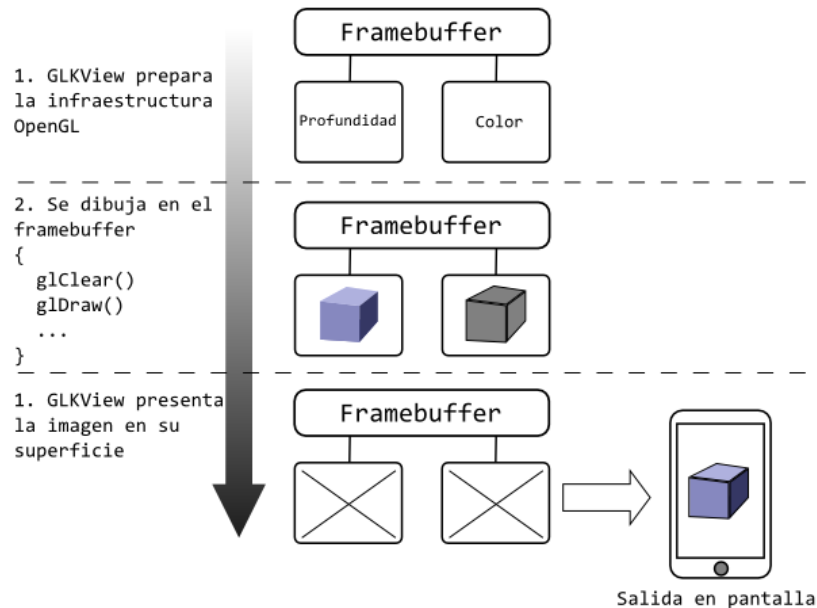 Framebuffer
1. GLKView prepara
la infraestructura
OpenGL
Profundidad
Color
2. Se dibuja en el
framebuffer
{
glClear()
glDraw()
...
}
Framebuffer
1. GLKView presenta
la imagen en su
superficie
Framebuffer
Salida en pantalla